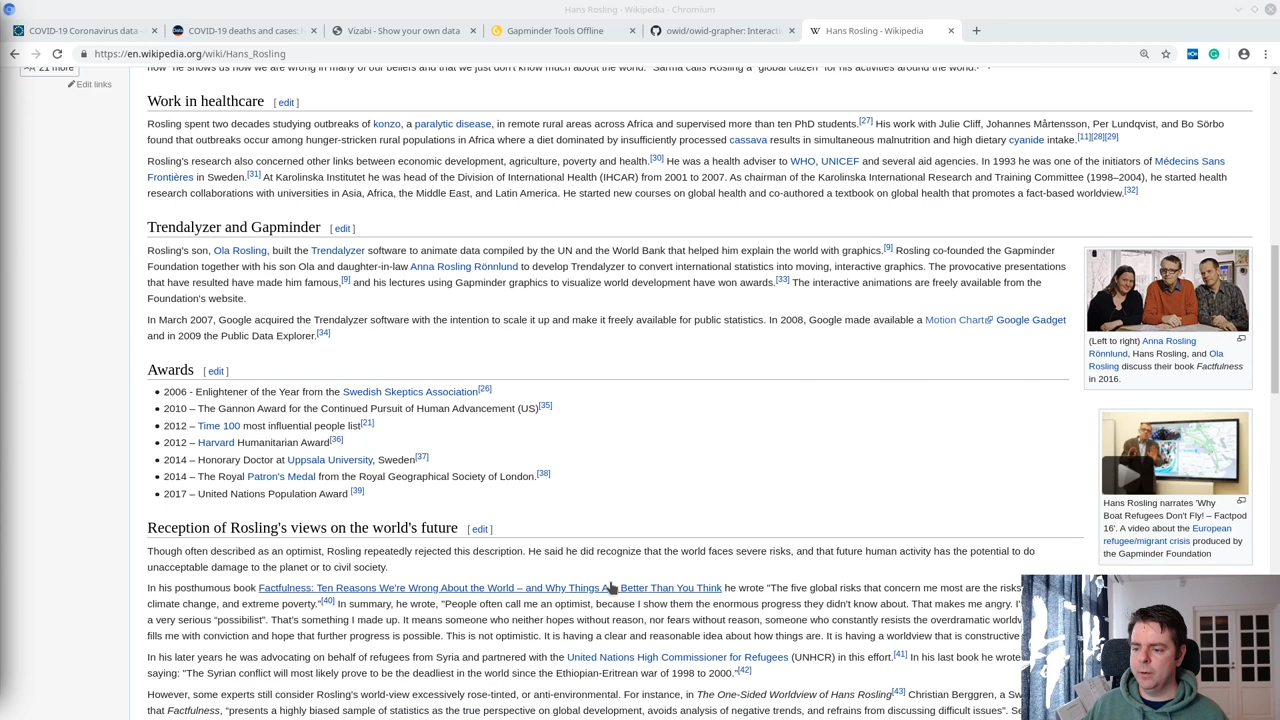 Hans Rosling - Wikipedia - Chromium
COVID-19 Coronavirus data - COVID-19 deaths and cases: h Vizabi - Show your own data Gapminder Tools Offline owid/owid-grapher: Interacti Hans Rosling - Wikipedia
https://en.wikipedia.org/wiki/Hans_Rosling
21 more
Edit links
how "he shows us how we are wrong in many of our beliefs and that we just don't know much about the world." Sarma calls Rosling a "global citizen" for his activities around the world.
Work in healthcare [ edit ]
Rosling spent two decades studying outbreaks of konzo, a paralytic disease, in remote rural areas across Africa and supervised more than ten PhD students.[27] His work with Julie Cliff, Johannes Mårtensson, Per Lundqvist, and Bo Sörbo
found that outbreaks occur among hunger-stricken rural populations in Africa where a diet dominated by insufficiently processed cassava results in simultaneous malnutrition and high dietary cyanide intake.[11][28][29]
Rosling's research also concerned other links between economic development, agriculture, poverty and health.[30] He was a health adviser to WHO, UNICEF and several aid agencies. In 1993 he was one of the initiators of Médecins Sans
Frontières in Sweden.[31] At Karolinska Institutet he was head of the Division of International Health (IHCAR) from 2001 to 2007. As chairman of the Karolinska International Research and Training Committee (1998–2004), he started health
research collaborations with universities in Asia, Africa, the Middle East, and Latin America. He started new courses on global health and co-authored a textbook on global health that promotes a fact-based worldview.[32]
Trendalyzer and Gapminder [ edit ]
Rosling's son, Ola Rosling, built the Trendalyzer software to animate data compiled by the UN and the World Bank that helped him explain the world with graphics.[9] Rosling co-founded the Gapminder
Foundation together with his son Ola and daughter-in-law Anna Rosling Rönnlund to develop Trendalyzer to convert international statistics into moving, interactive graphics. The provocative presentations
that have resulted have made him famous,[9] and his lectures using Gapminder graphics to visualize world development have won awards.[33] The interactive animations are freely available from the
Foundation's website.
In March 2007, Google acquired the Trendalyzer software with the intention to scale it up and make it freely available for public statistics. In 2008, Google made available a Motion Chart Google Gadget
and in 2009 the Public Data Explorer.[34]
(Left to right) Anna Rosling
Rönnlund, Hans Rosling, and Ola
Rosling discuss their book Factfulness
in 2016.
Awards [ edit ]
• 2006 - Enlightener of the Year from the Swedish Skeptics Association[26]
• 2010 – The Gannon Award for the Continued Pursuit of Human Advancement (US)[35]
• 2012 – Time 100 most influential people list[21]
• 2012 – Harvard Humanitarian Award[36]
• 2014 – Honorary Doctor at Uppsala University, Sweden[37]
• 2014 – The Royal Patron's Medal from the Royal Geographical Society of London.[38]
• 2017 – United Nations Population Award [39]
Hans Rosling narrates 'Why
Boat Refugees Don't Fly! – Factpod
16'. A video about the European
refugee/migrant crisis produced by
the Gapminder Foundation
Reception of Rosling's views on the world's future [ edit ]
Though often described as an optimist, Rosling repeatedly rejected this description. He said he did recognize that the world faces severe risks, and that future human activity has the potential to do
unacceptable damage to the planet or to civil society.
In his posthumous book Factfulness: Ten Reasons We're Wrong About the World – and Why Things Better Than You Think he wrote "The five global risks that concern me most are the risks
climate change, and extreme poverty."[40] In summary, he wrote, "People often call me an optimist, because I show them the enormous progress they didn't know about. That makes me angry. I'
a very serious "possibilist". That's something I made up. It means someone who neither hopes without reason, nor fears without reason, someone who constantly resists the overdramatic world
fills me with conviction and hope that further progress is possible. This is not optimistic. It is having a clear and reasonable idea about how things are. It is having a worldview that is constructive
In his later years he was advocating on behalf of refugees from Syria and partnered with the United Nations High Commissioner for Refugees (UNHCR) in this effort.[41] In his last book he wrote
saying: "The Syrian conflict will most probably prove to be the deadliest in the world since the Ethiopian-Eritrean war of 1998 to 2000."[42]
However, some experts still consider Rosling's world-view excessively rose-tinted, or anti-environmental. For instance, in The One-Sided Worldview of Hans Rosling[43] Christian Berggren, a Sw
that Factfulness, "presents a highly biased sample of statistics as the true perspective on global development, avoids analysis of negative trends, and refrains from discussing difficult issues". Se